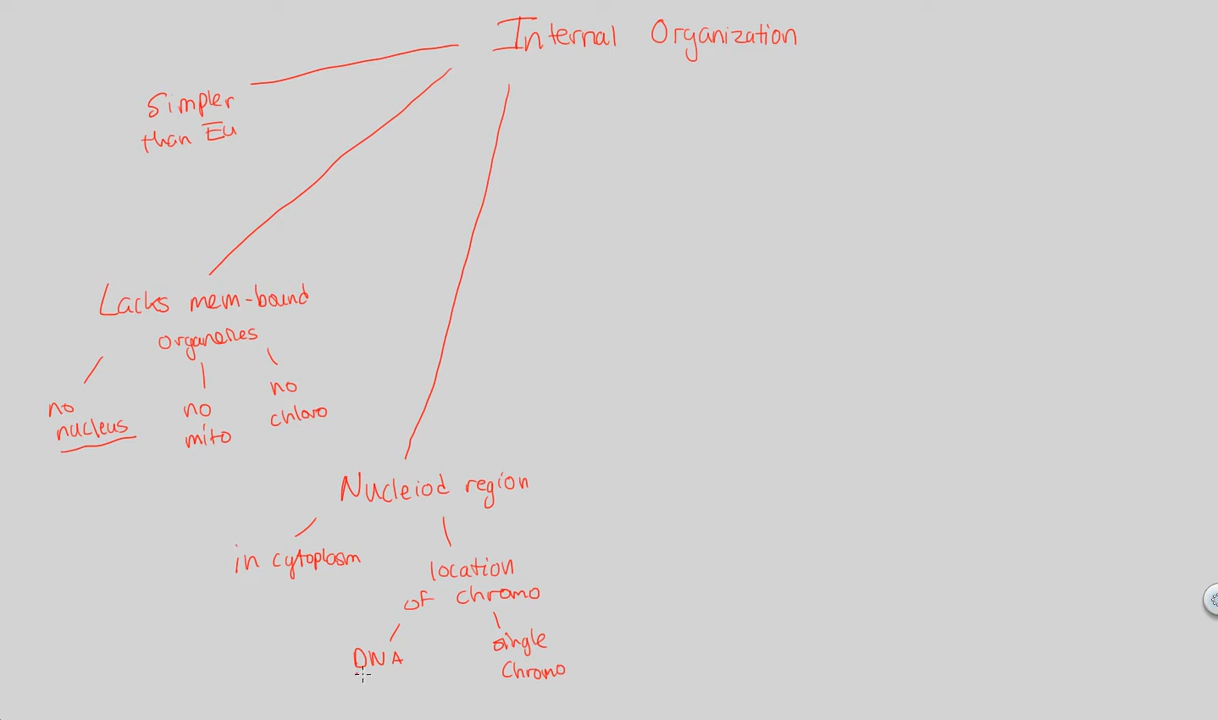 Internal Organization
Simpler
than Eu
Lacks mem-bound
organelles
no
nucleus
no
mito
no
chloro
Nucleiod region
in cytoplasm
location
of chromo
DNA
single
Chromo